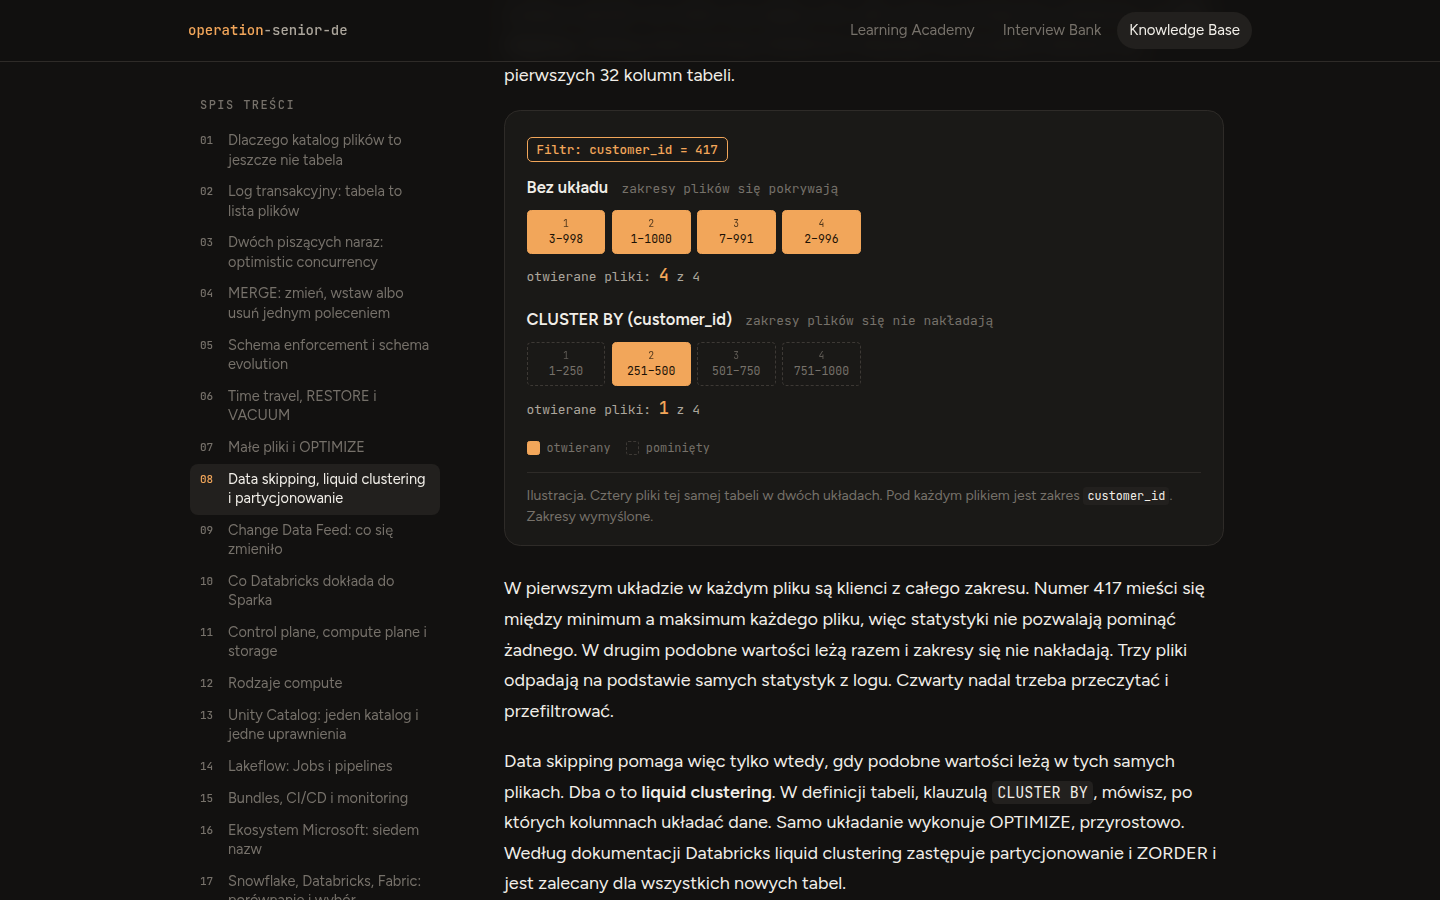 operation-senior-de
Learning Academy
Interview Bank
Knowledge Base
SPIS TREŚCI
01 Dlaczego katalog plików to
jeszcze nie tabela
02 Log transakcyjny: tabela to
lista plików
03 Dwóch piszących naraz:
optimistic concurrency
04 MERGE: zmień, wstaw albo
usuń jednym poleceniem
05 Schema enforcement i schema
evolution
06 Time travel, RESTORE i
VACUUM
07 Małe pliki i OPTIMIZE
08 Data skipping, liquid clustering
i partycjonowanie
09 Change Data Feed: co się
zmieniło
10 Co Databricks dokłada do
Sparka
11 Control plane, compute plane i
storage
12 Rodzaje compute
13 Unity Catalog: jeden katalog i
jedne uprawnienia
14 Lakeflow: Jobs i pipelines
15 Bundles, CI/CD i monitoring
16 Ekosystem Microsoft: siedem
nazw
17 Snowflake, Databricks, Fabric:
porównanie i wybór
pierwszych 32 kolumn tabeli.
Filtr: customer_id = 417
Bez układu zakresy plików się pokrywają
1 2 3 4
3–998 1–1000 7–991 2–996
otwierane pliki: 4 z 4
CLUSTER BY (customer_id) zakresy plików się nie nakładają
1 2 3 4
1–250 251–500 501–750 751–1000
otwierane pliki: 1 z 4
otwierany pominięty
Ilustracja. Cztery pliki tej samej tabeli w dwóch układach. Pod każdym plikiem jest zakres customer_id.
Zakresy wymyślone.
W pierwszym układzie w każdym pliku są klienci z całego zakresu. Numer 417 mieści się
między minimum a maksimum każdego pliku, więc statystyki nie pozwalają pominąć
żadnego. W drugim podobne wartości leżą razem i zakresy się nie nakładają. Trzy pliki
odpadają na podstawie samych statystyk z logu. Czwarty nadal trzeba przeczytać i
przefiltrować.
Data skipping pomaga więc tylko wtedy, gdy podobne wartości leżą w tych samych
plikach. Dba o to liquid clustering. W definicji tabeli, klauzulą CLUSTER BY, mówisz, po
których kolumnach układać dane. Samo układanie wykonuje OPTIMIZE, przyrostowo.
Według dokumentacji Databricks liquid clustering zastępuje partycjonowanie i ZORDER i
jest zalecany dla wszystkich nowych tabel.